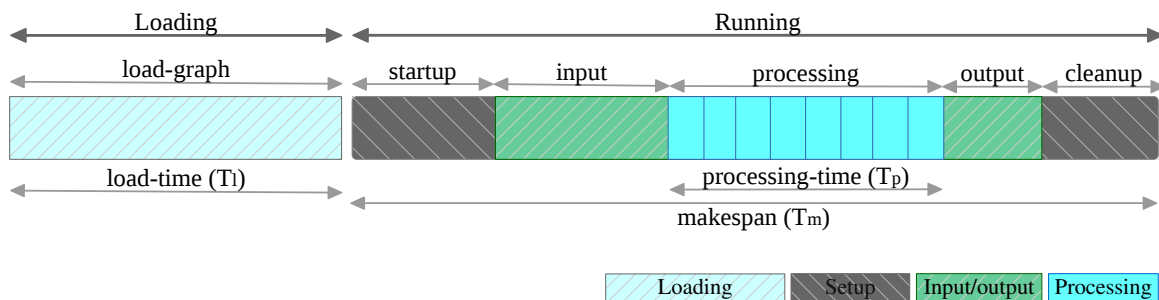 Loading Running
load-graph startup input processing output cleanup
load-time (Tl) processing-time (Tp)
makespan (Tm)
Loading Setup Input/output Processing